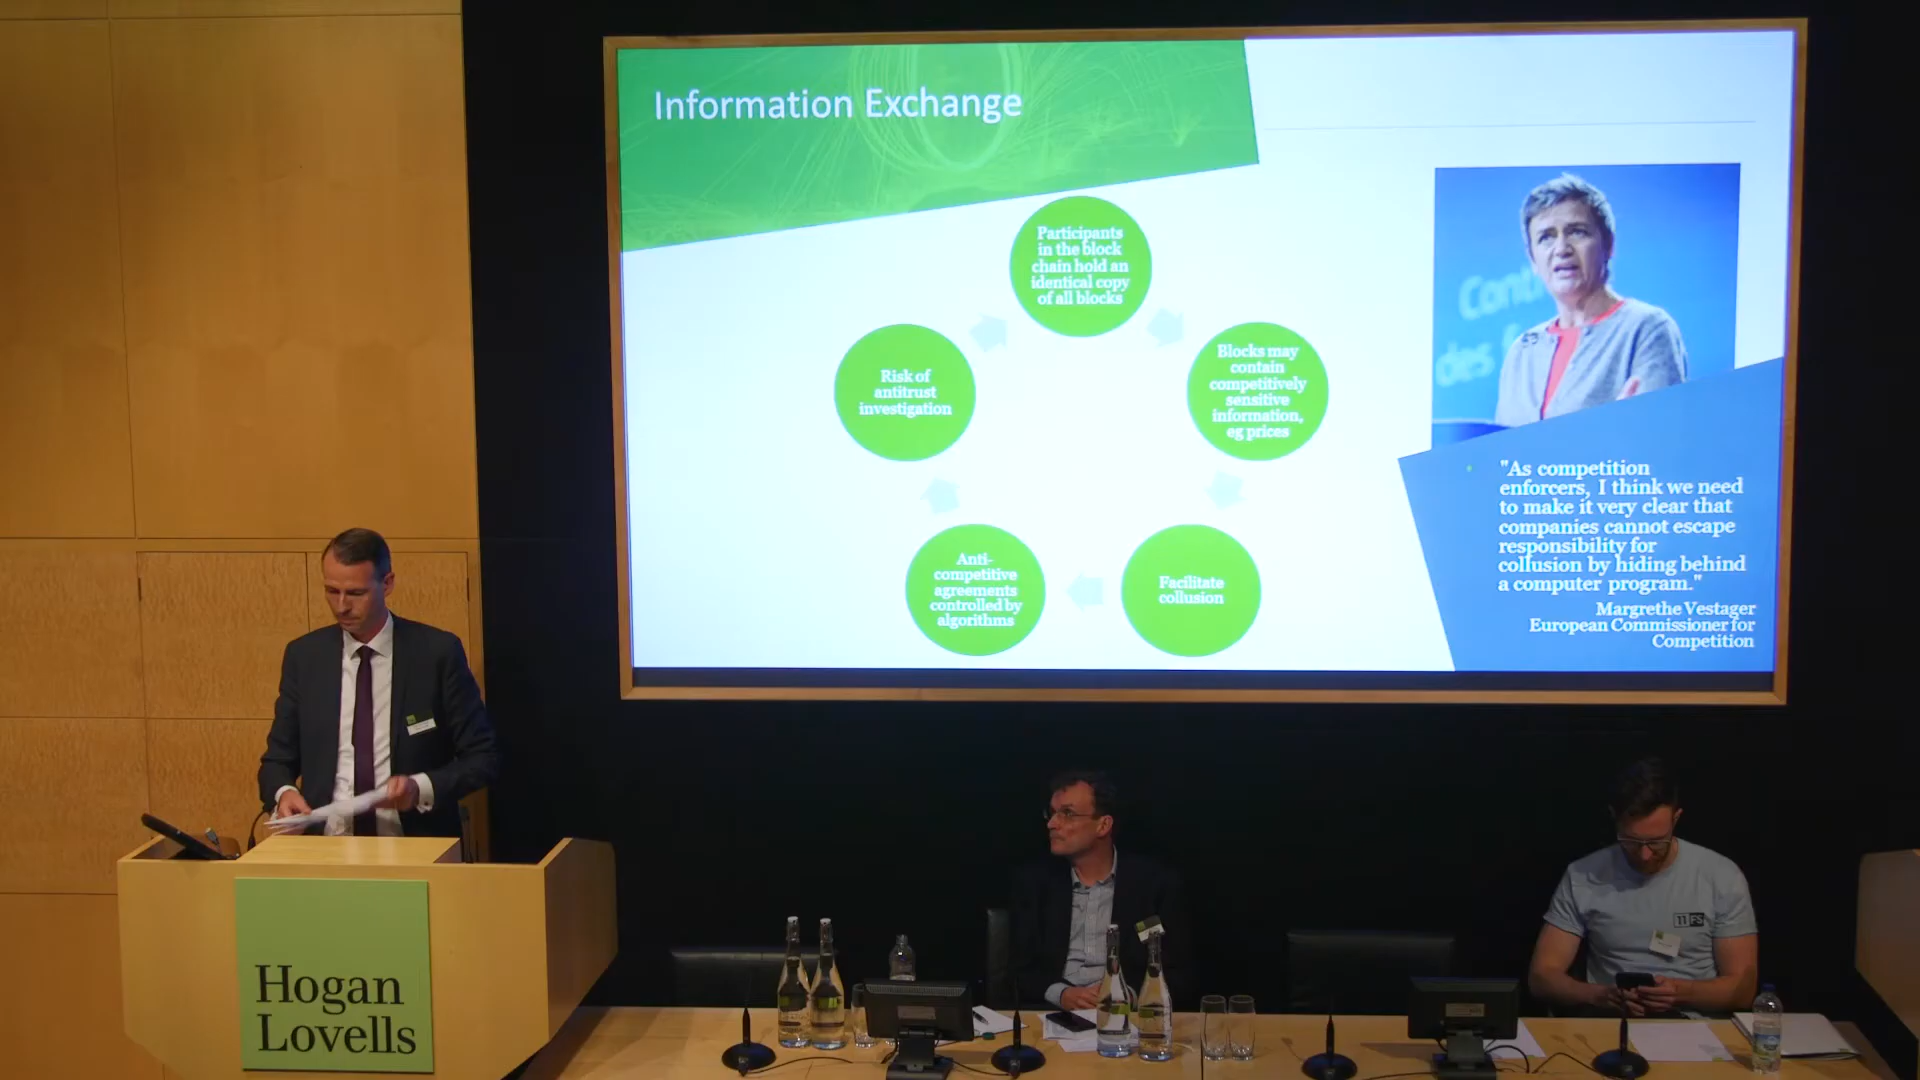 Information Exchange
Participants
in the block
chain hold an
identical copy
of all blocks
Blocks may
contain
competitively
sensitive
information,
eg prices
Facilitate
collusion
Anti-
competitive
agreements
controlled by
algorithms
Risk of
antitrust
investigation
"As competition
enforcers, I think we need
to make it very clear that
companies cannot escape
responsibility for
collusion by hiding behind
a computer program."
Margrethe Vestager
European Commissioner for
Competition
Hogan
Lovells
11 FS